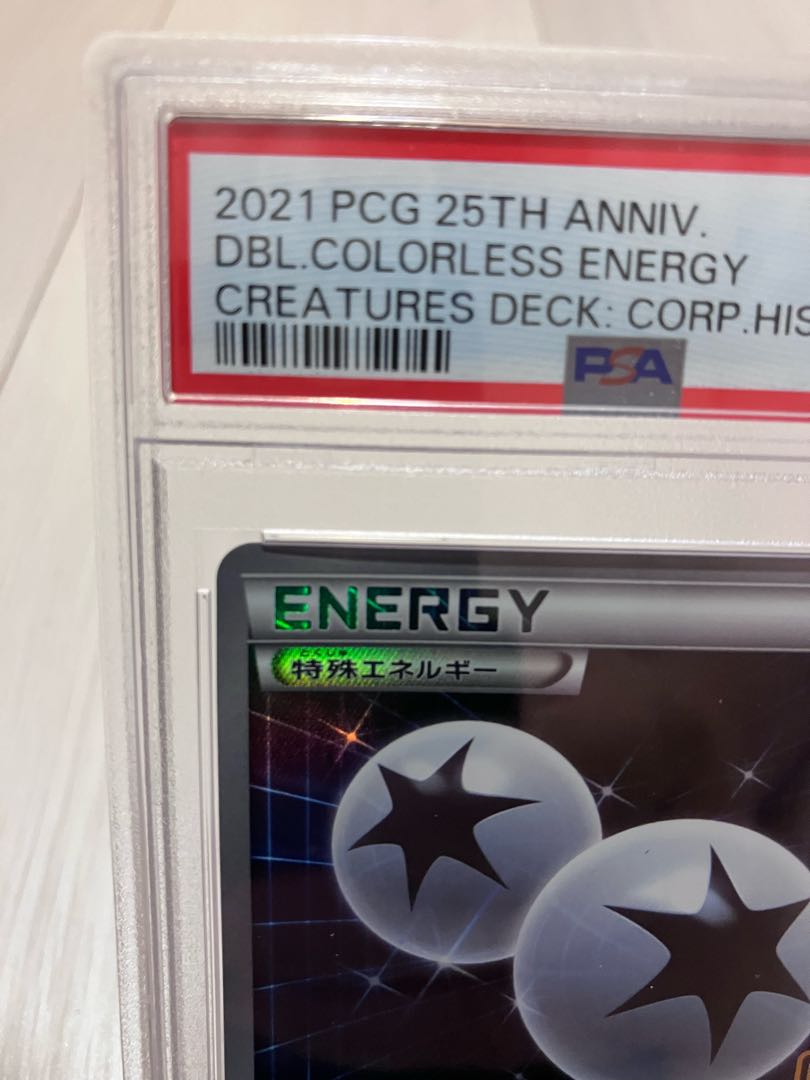 2021 PCG 25TH ANNIV.
DBL.COLORLESS ENERGY
CREATURES DECK: CORP.HIS
PSA
ENERGY
とくしゅ
特殊エネルギー